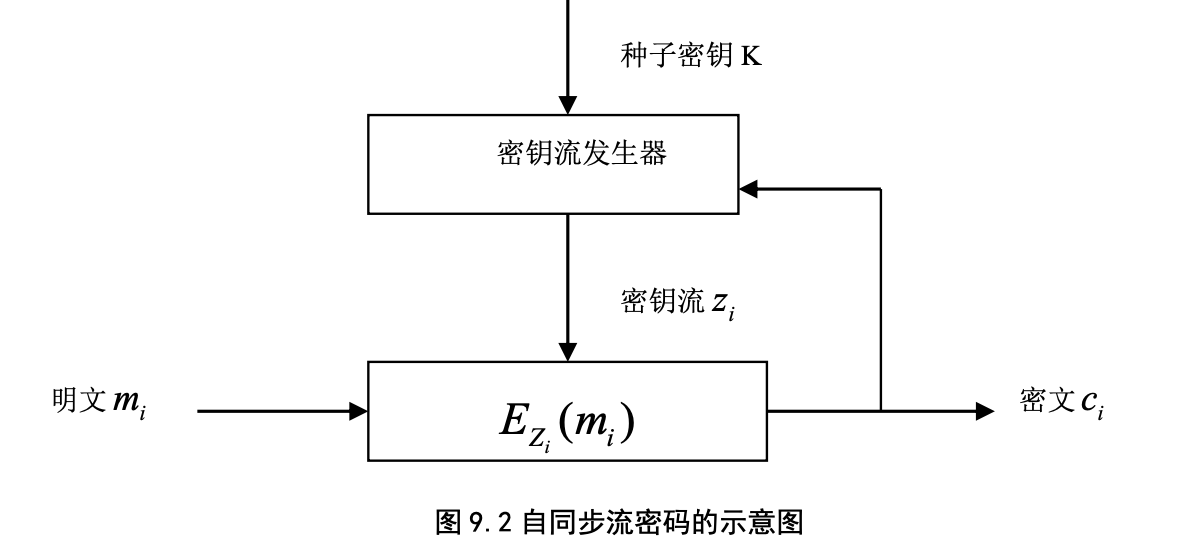 种子密钥 K
密钥流发生器
密钥流 z_i
明文 m_i
E_{Z_i}(m_i)
密文 c_i
图 9.2 自同步流密码的示意图